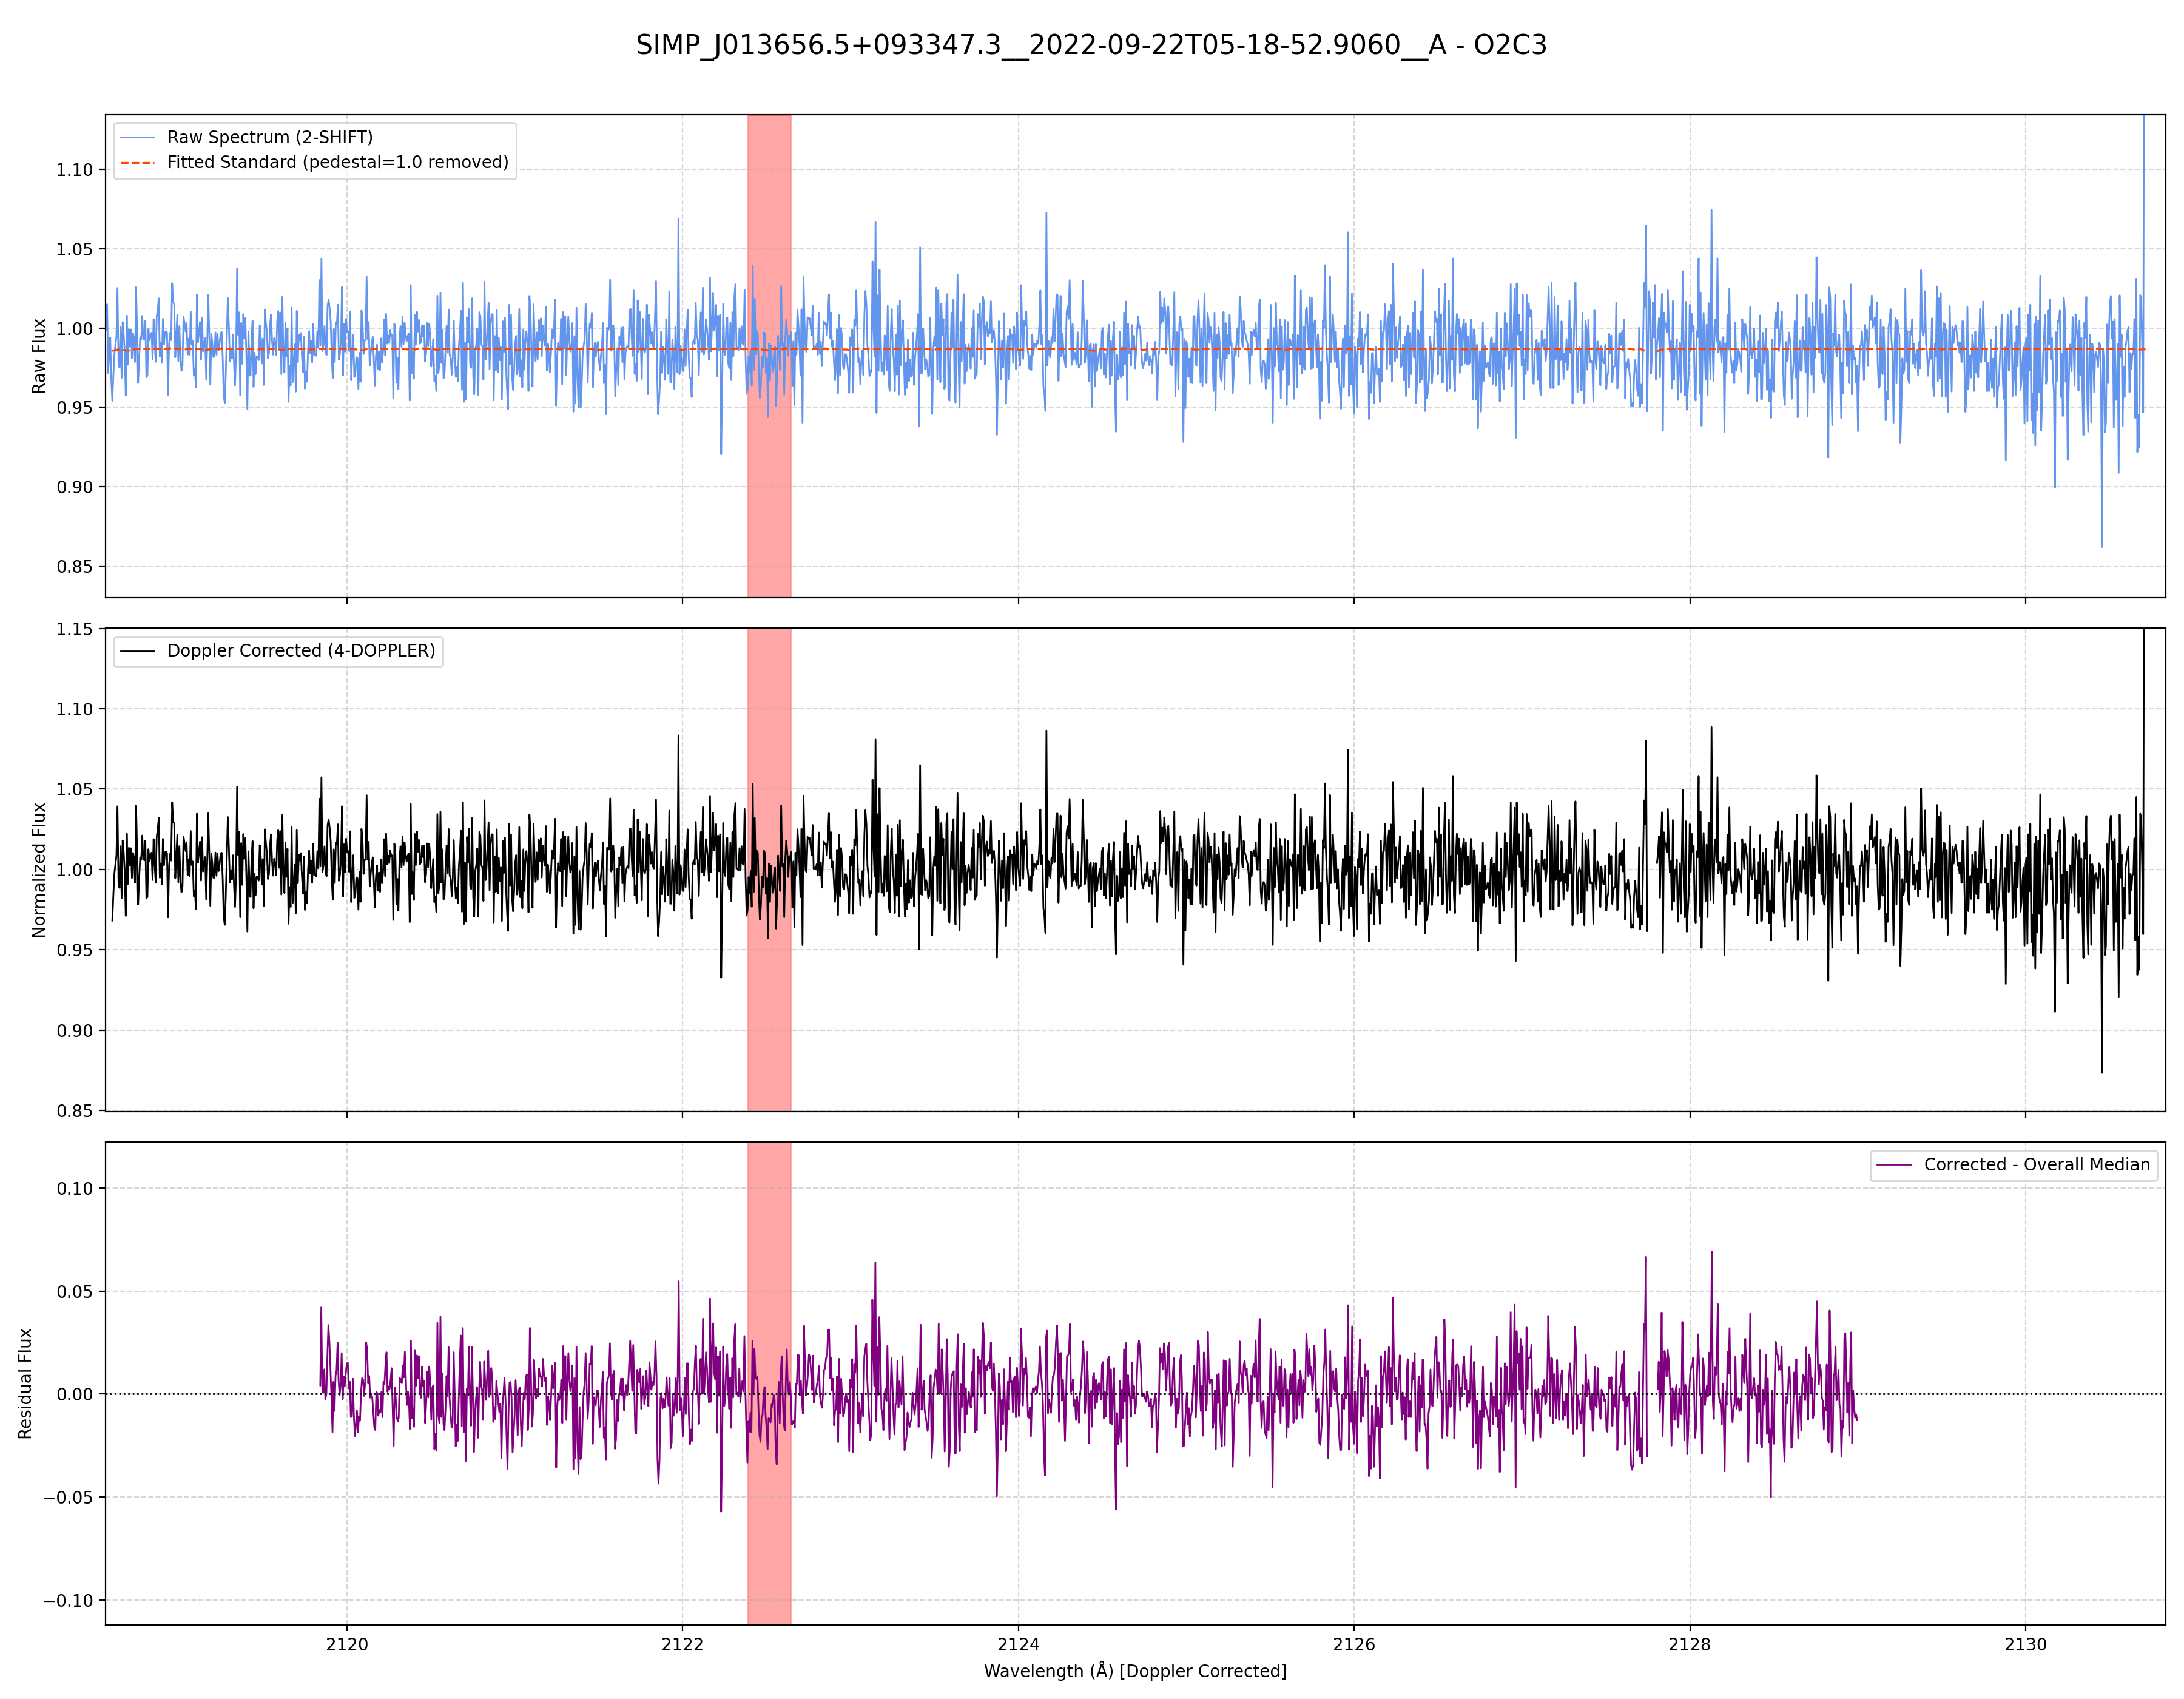 SIMP_J013656.5+093347.3__2022-09-22T05-18-52.9060__A - O2C3
Raw Spectrum (2-SHIFT)
Fitted Standard (pedestal=1.0 removed)
Raw Flux
1.10
1.05
1.00
0.95
0.90
0.85
Doppler Corrected (4-DOPPLER)
Normalized Flux
1.15
1.10
1.05
1.00
0.95
0.90
0.85
Corrected - Overall Median
Residual Flux
0.10
0.05
0.00
−0.05
−0.10
2120 2122 2124 2126 2128 2130
Wavelength (Å) [Doppler Corrected]